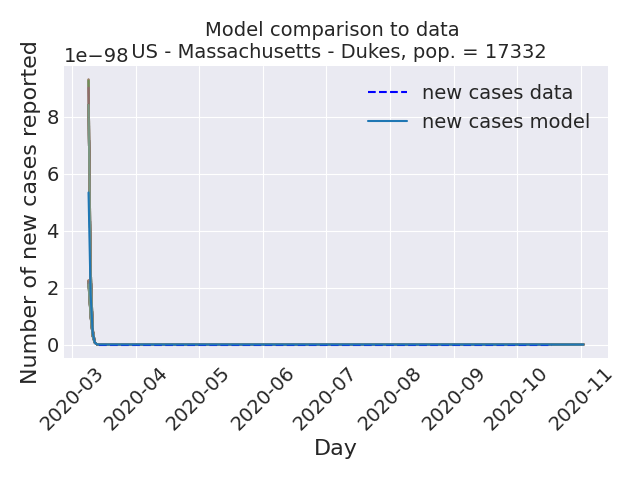 Model comparison to data
US - Massachusetts - Dukes, pop. = 17332
1e−98
new cases data
new cases model
Number of new cases reported
8
6
4
2
0
2020-03
2020-04
2020-05
2020-06
2020-07
2020-08
2020-09
2020-10
2020-11
Day